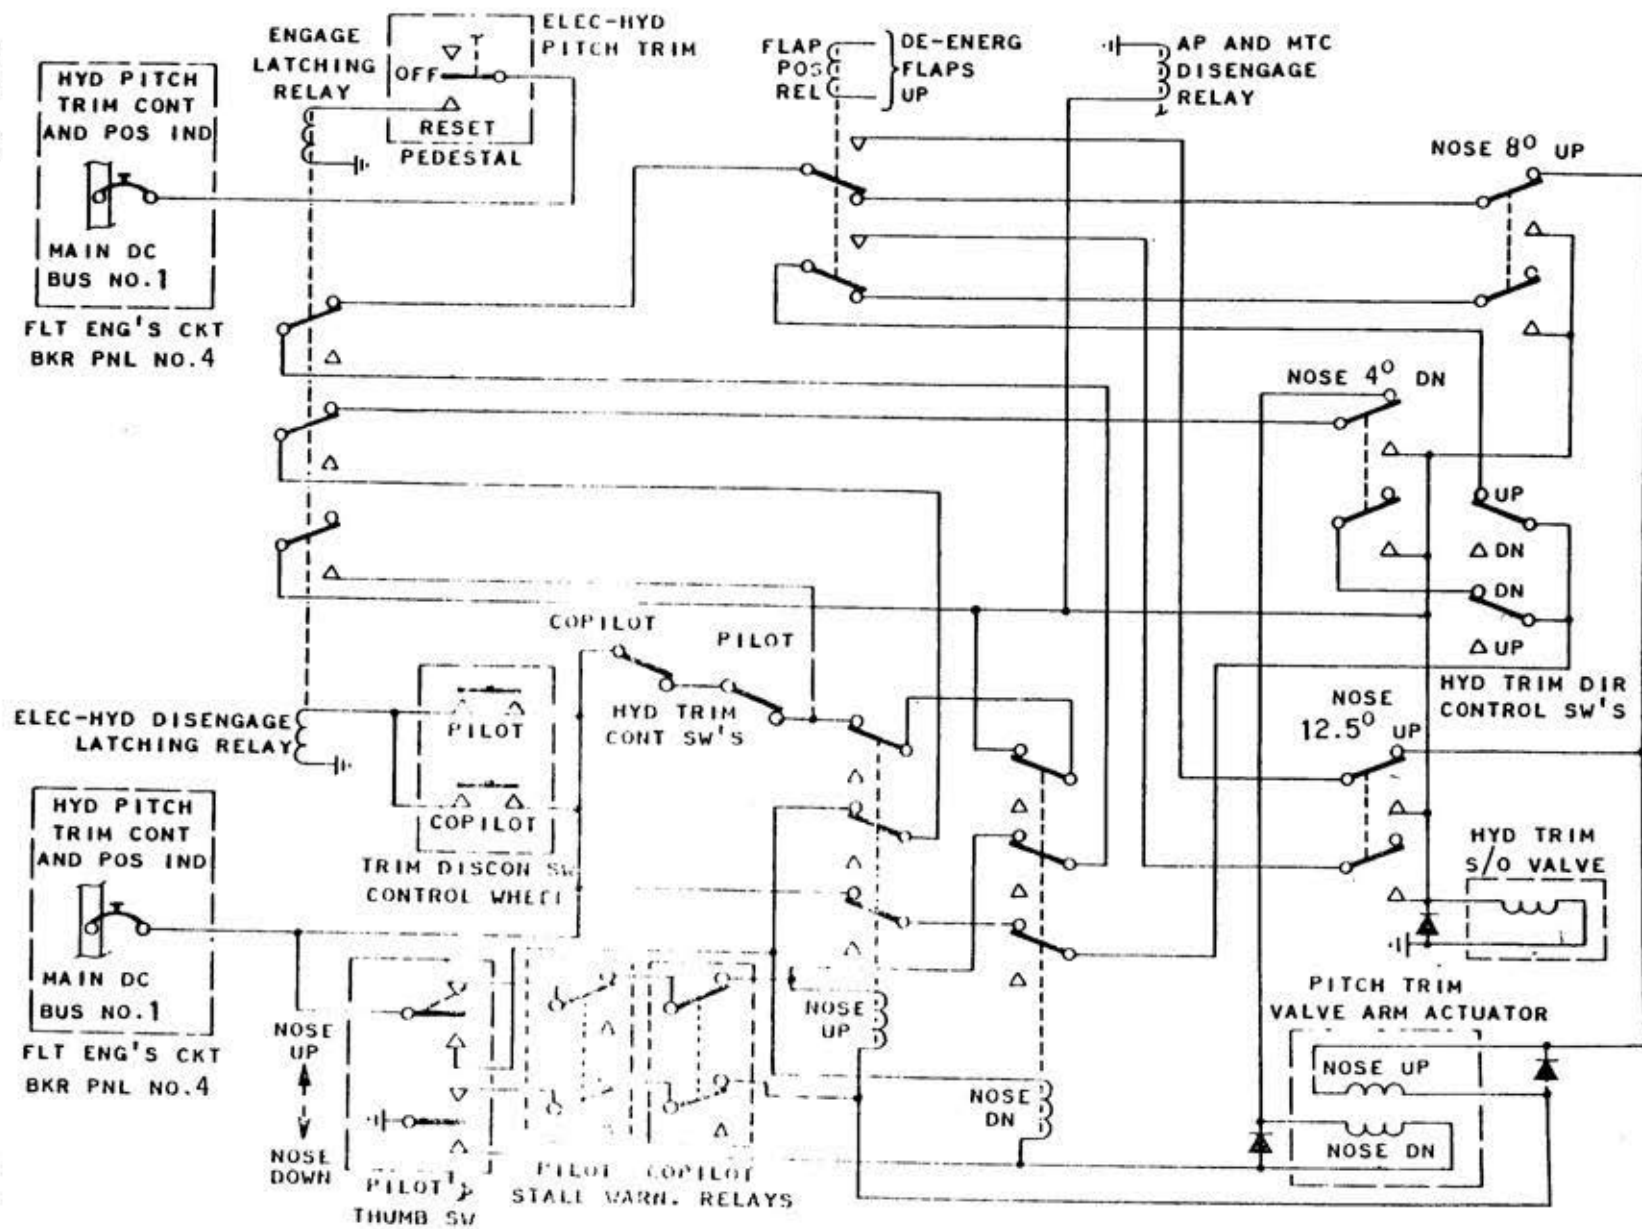 HYD PITCH
TRIM CONT
AND POS IND
MAIN DC
BUS NO.1
FLT ENG'S CKT
BKR PNL NO.4
ENGAGE
LATCHING
RELAY
ELEC-HYD
PITCH TRIM
OFF
RESET
PEDESTAL
FLAP
POS
REL
DE-ENERG
FLAPS
UP
AP AND MTC
DISENGAGE
RELAY
NOSE 8° UP
NOSE 4° DN
UP
DN
DN
UP
HYD TRIM DIR
CONTROL SW'S
COPILOT
PILOT
HYD TRIM
CONT SW'S
ELEC-HYD DISENGAGE
LATCHING RELAY
PILOT
COPILOT
TRIM DISCON SW
CONTROL WHEEL
NOSE
12.5° UP
HYD TRIM
S/O VALVE
HYD PITCH
TRIM CONT
AND POS IND
MAIN DC
BUS NO.1
FLT ENG'S CKT
BKR PNL NO.4
NOSE
UP
NOSE
DOWN
PILOT'S
THUMB SW
PILOT COPILOT
STALL WARN. RELAYS
NOSE
UP
NOSE
DN
PITCH TRIM
VALVE ARM ACTUATOR
NOSE UP
NOSE DN